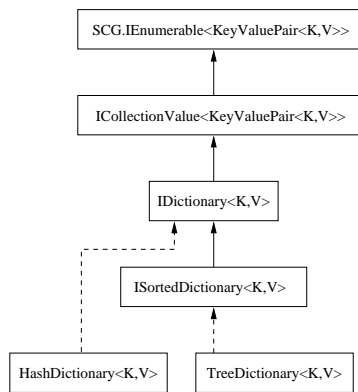 SCG.IEnumerable<KeyValuePair<K,V>>
ICollectionValue<KeyValuePair<K,V>>
IDictionary<K,V>
ISortedDictionary<K,V>
HashDictionary<K,V>
TreeDictionary<K,V>